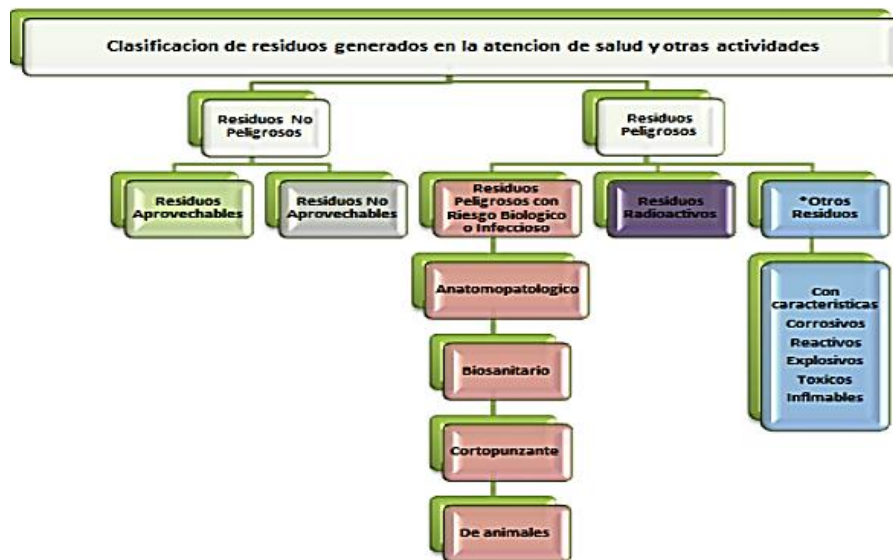 Clasificacion de residuos generados en la atencion de salud y otras actividades
Residuos No
Peligrosos
Residuos
Peligrosos
Residuos
Aprovechables
Residuos No
Aprovechables
Residuos
Peligrosos con
Riesgo Biologico
o Infeccioso
Residuos
Radioactivos
*Otros
Residuos
Anatomopatologico
Biosanitario
Cortopunzante
De animales
Con
caracteristicas
Corrosivos
Reactivos
Explosivos
Toxicos
Inflmables